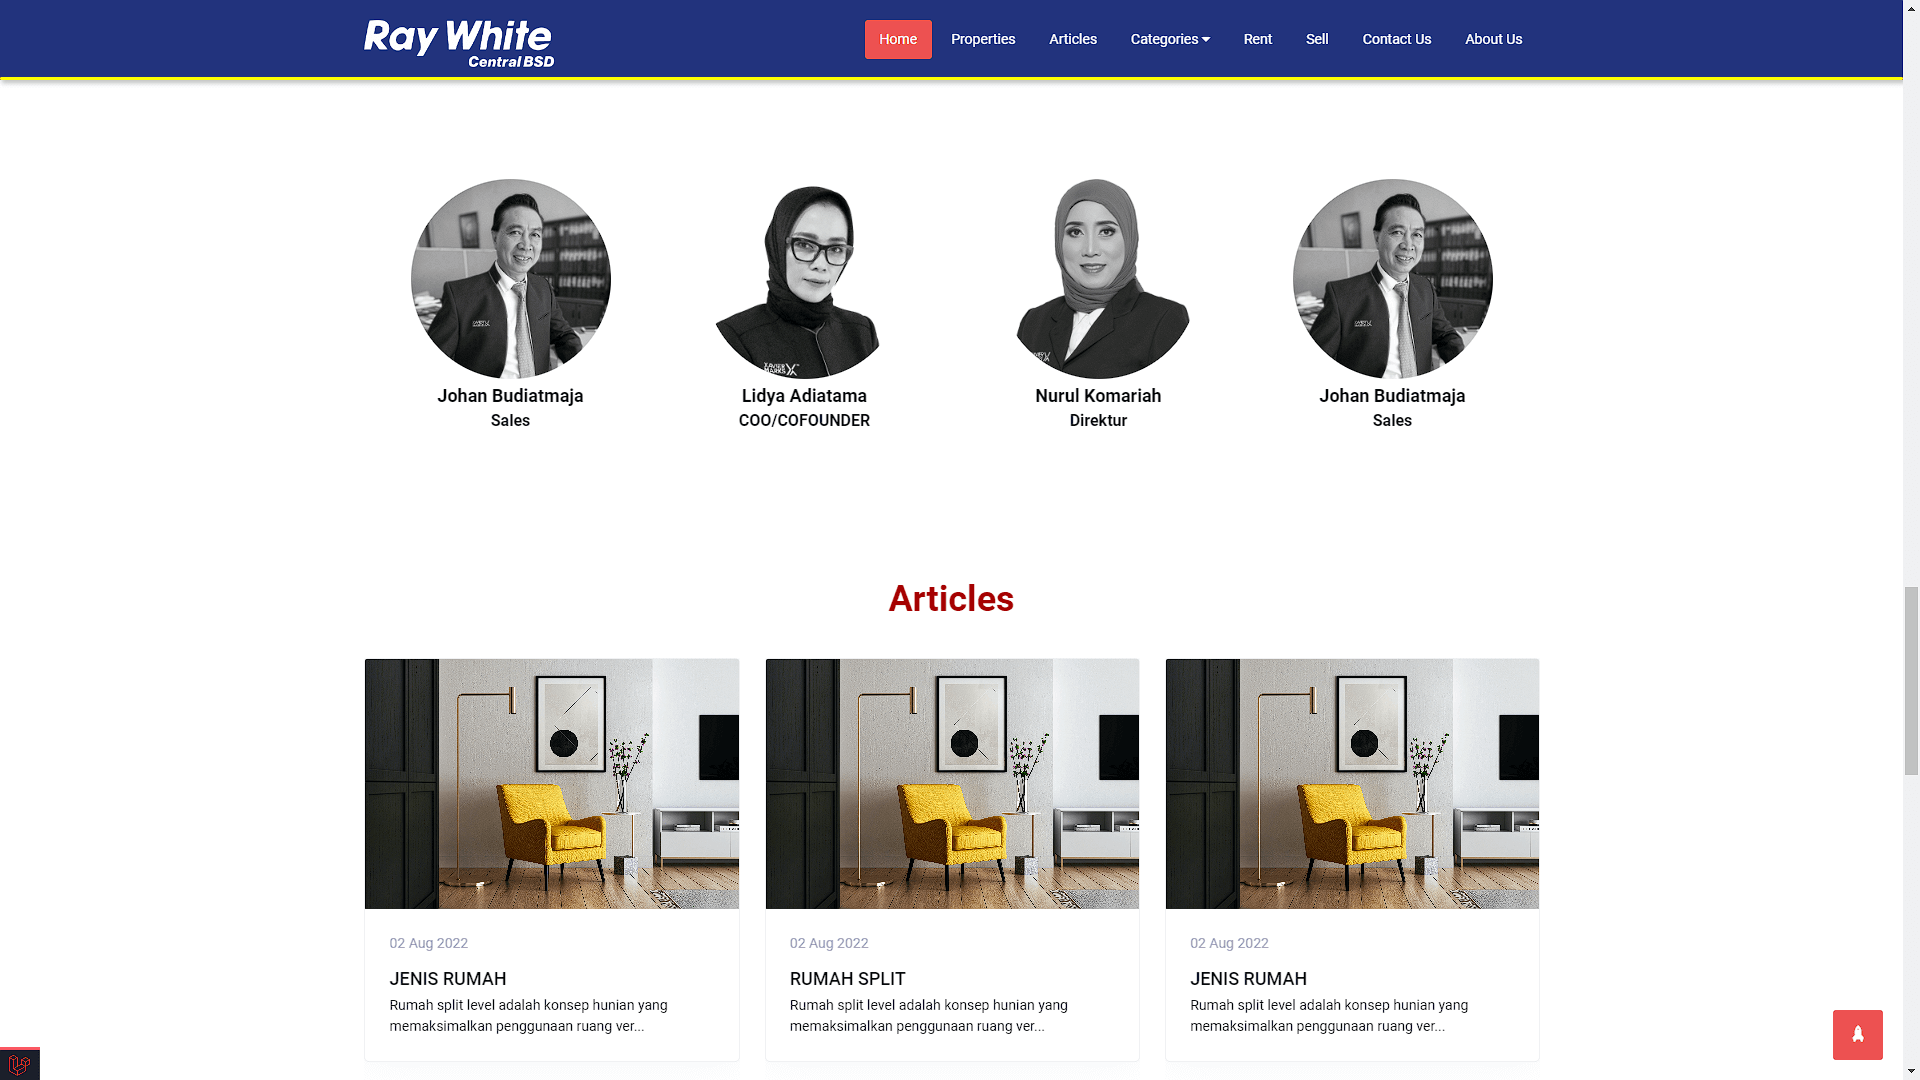 Ray White
Central BSD
Home
Properties
Articles
Categories
Rent
Sell
Contact Us
About Us
XAVIER
MARKS
Johan Budiatmaja
Sales
Lidya Adiatama
COO/COFOUNDER
Nurul Komariah
Direktur
Johan Budiatmaja
Sales
Articles
02 Aug 2022
JENIS RUMAH
Rumah split level adalah konsep hunian yang
memaksimalkan penggunaan ruang ver...
02 Aug 2022
RUMAH SPLIT
Rumah split level adalah konsep hunian yang
memaksimalkan penggunaan ruang ver...
02 Aug 2022
JENIS RUMAH
Rumah split level adalah konsep hunian yang
memaksimalkan penggunaan ruang ver...